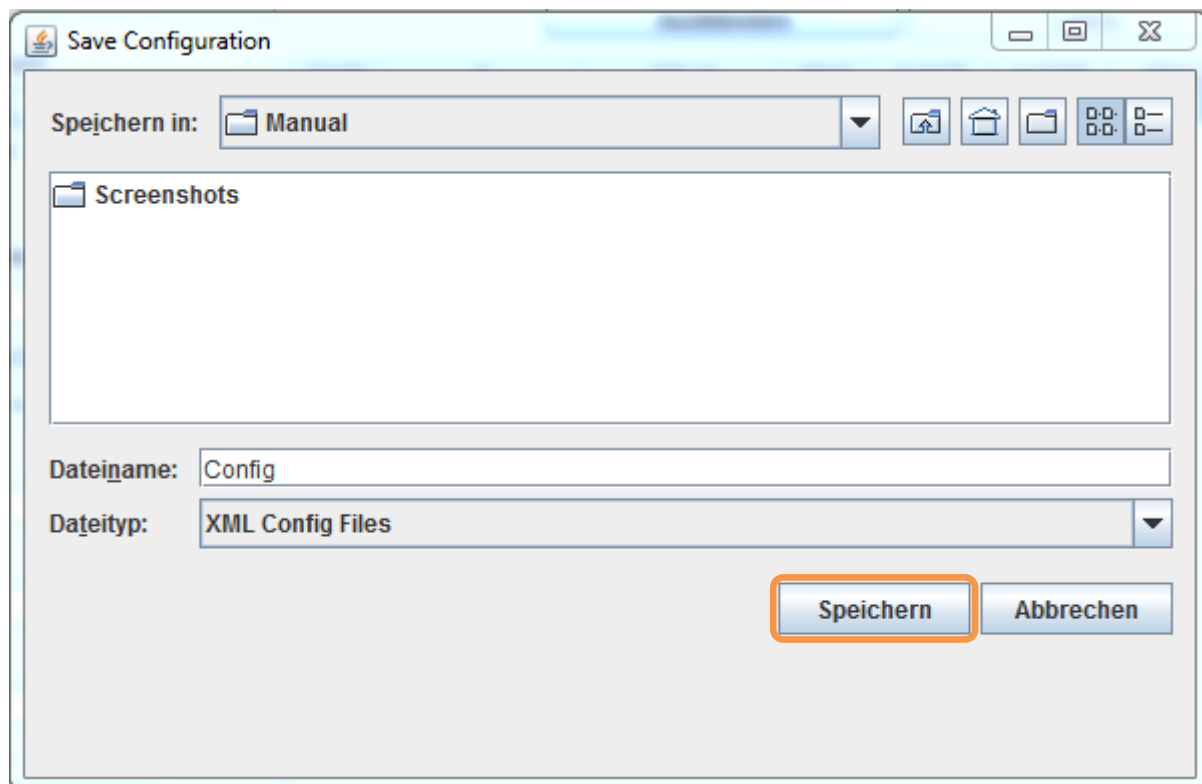 Save Configuration
Speichern in: Manual
Screenshots
Dateiname: Config
Dateityp: XML Config Files
Speichern Abbrechen